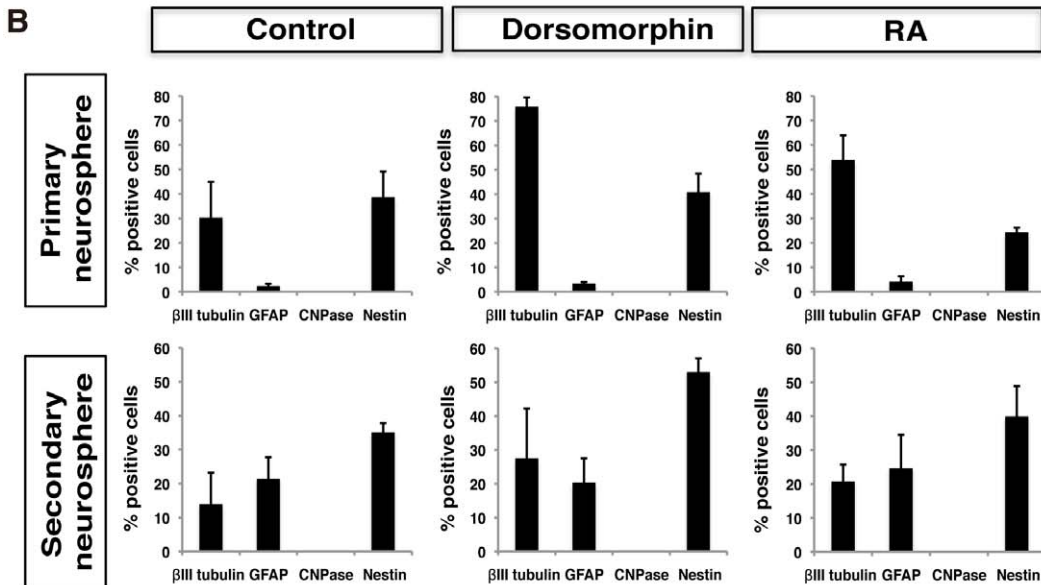 B
Control Dorsomorphin RA
Primary
neurosphere
% positive cells
80
70
60
50
40
30
20
10
0
βIII tubulin GFAP CNPase Nestin
% positive cells
80
70
60
50
40
30
20
10
0
βIII tubulin GFAP CNPase Nestin
% positive cells
80
70
60
50
40
30
20
10
0
βIII tubulin GFAP CNPase Nestin
Secondary
neurosphere
% positive cells
60
50
40
30
20
10
0
βIII tubulin GFAP CNPase Nestin
% positive cells
60
50
40
30
20
10
0
βIII tubulin GFAP CNPase Nestin
% positive cells
60
50
40
30
20
10
0
βIII tubulin GFAP CNPase Nestin